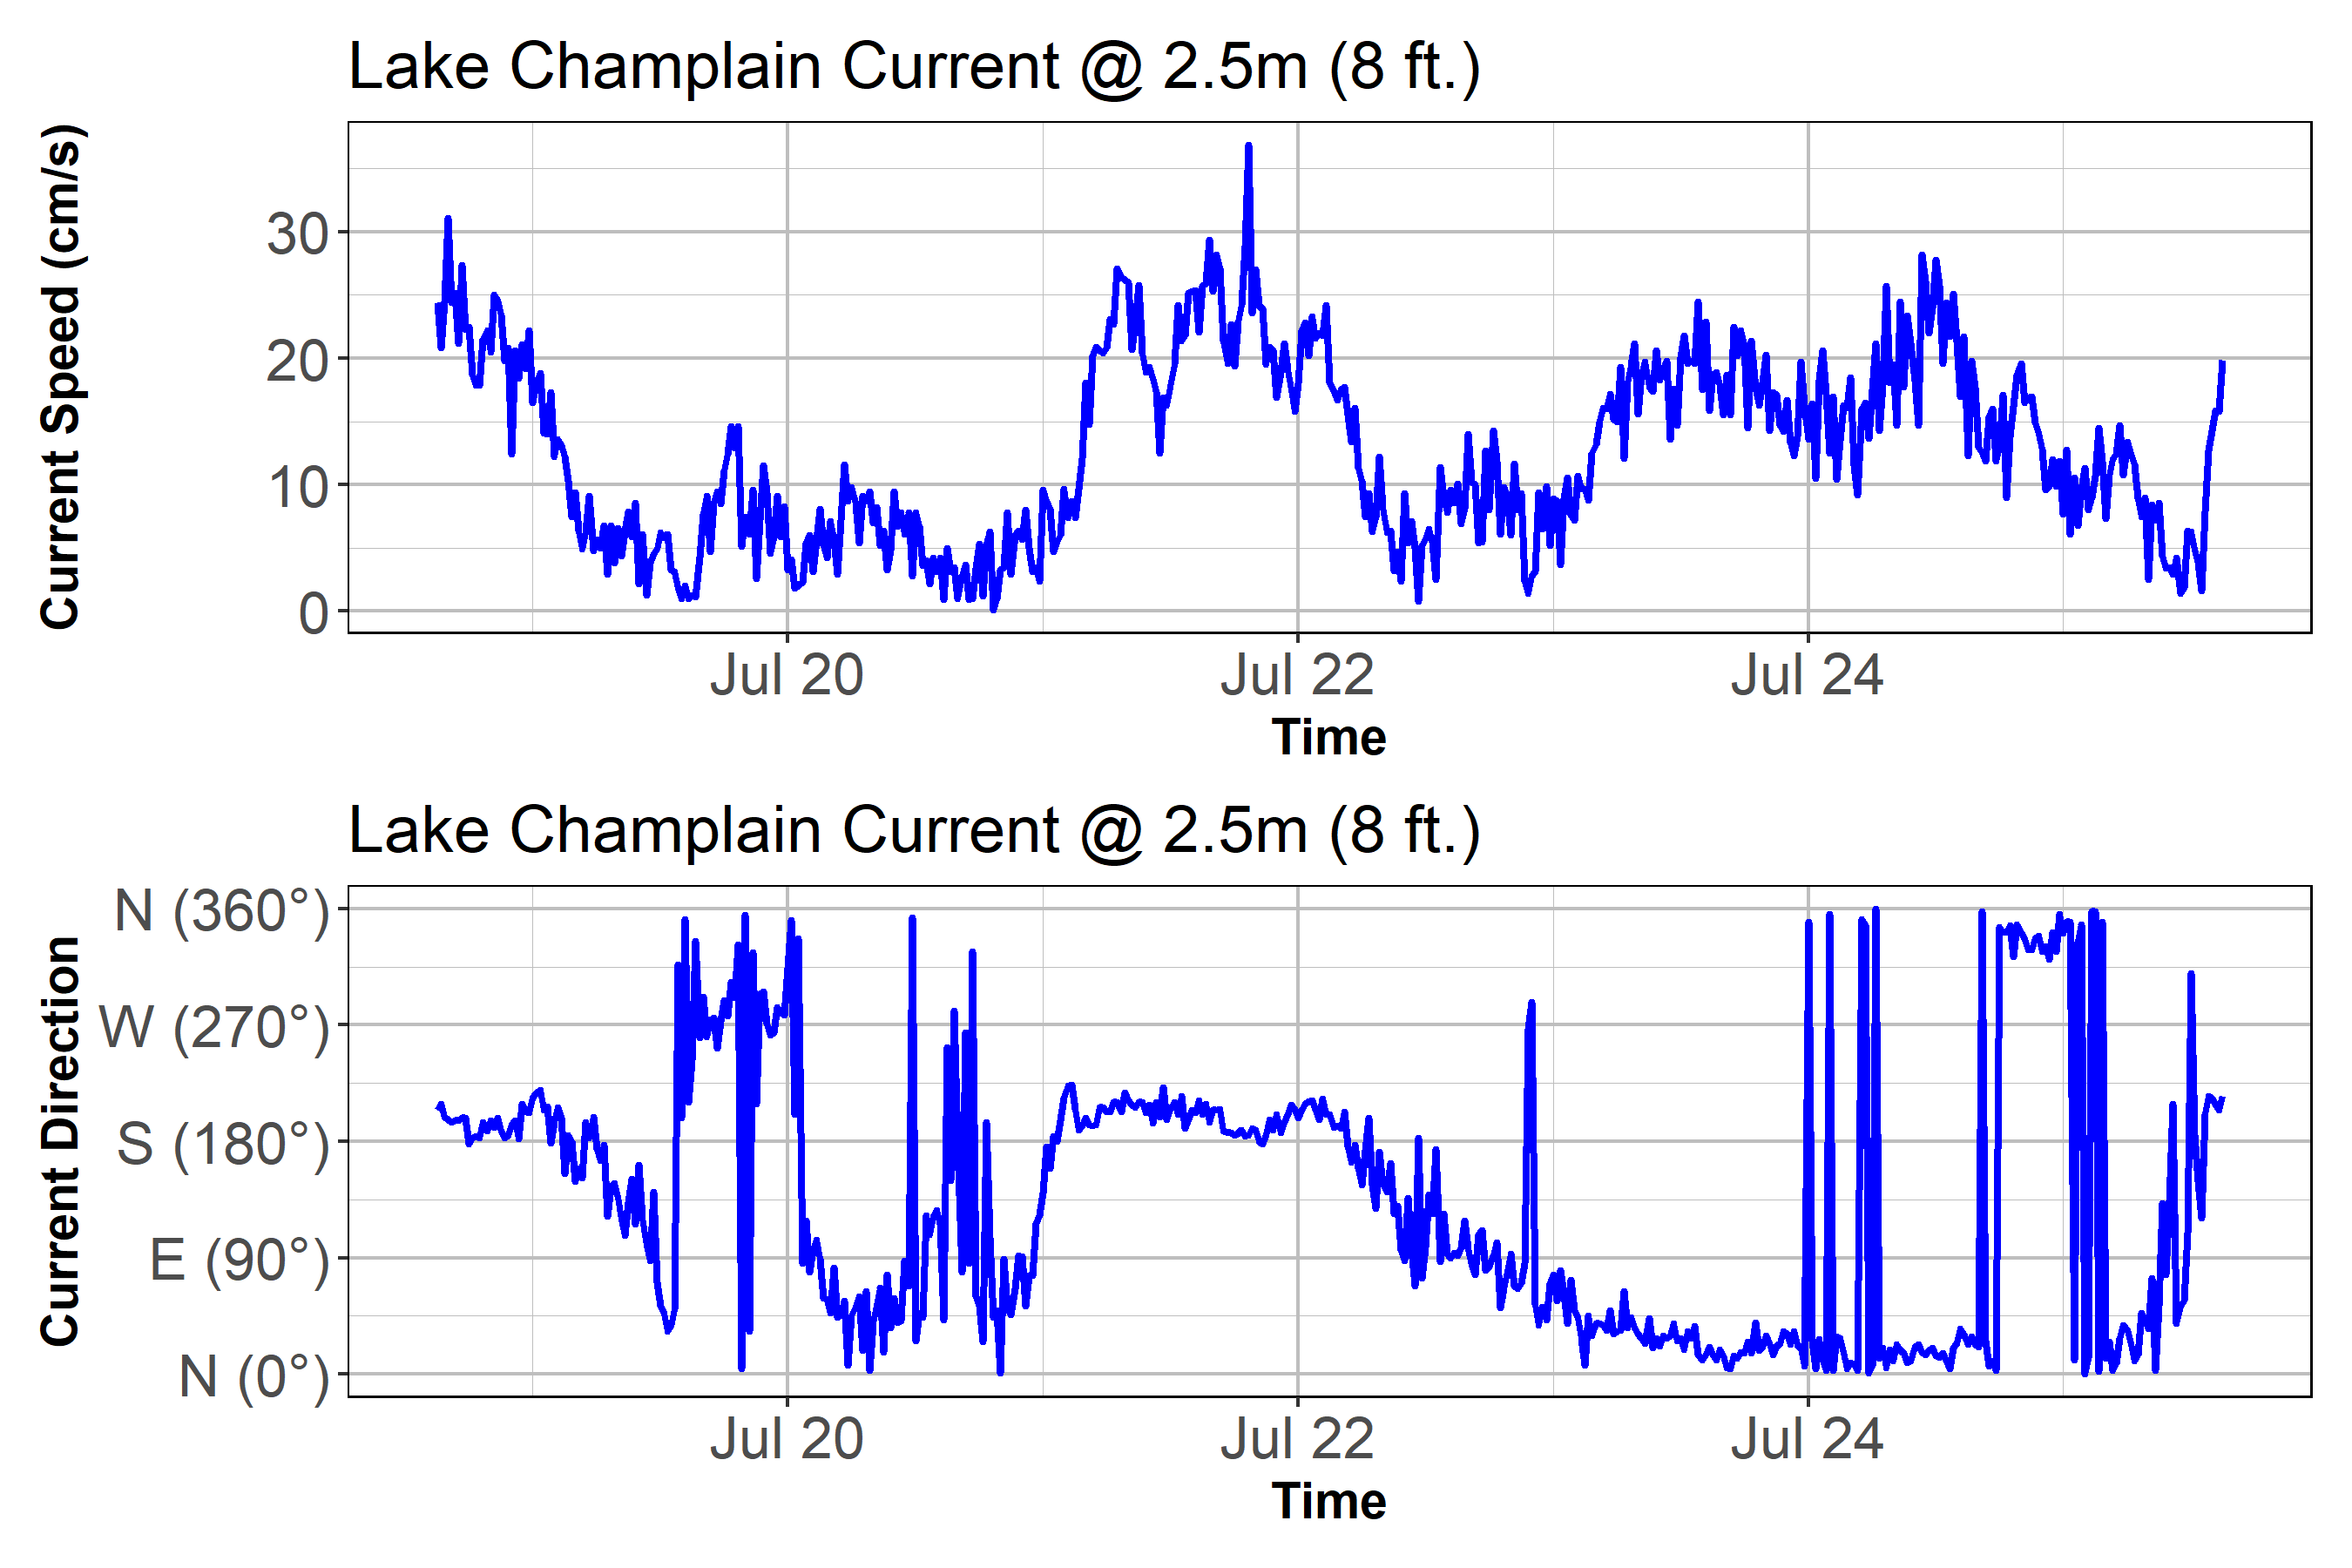 Lake Champlain Current @ 2.5m (8 ft.)
Current Speed (cm/s)
30
20
10
0
Jul 20 Jul 22 Jul 24
Time
Lake Champlain Current @ 2.5m (8 ft.)
Current Direction
N (360°)
W (270°)
S (180°)
E (90°)
N (0°)
Jul 20 Jul 22 Jul 24
Time